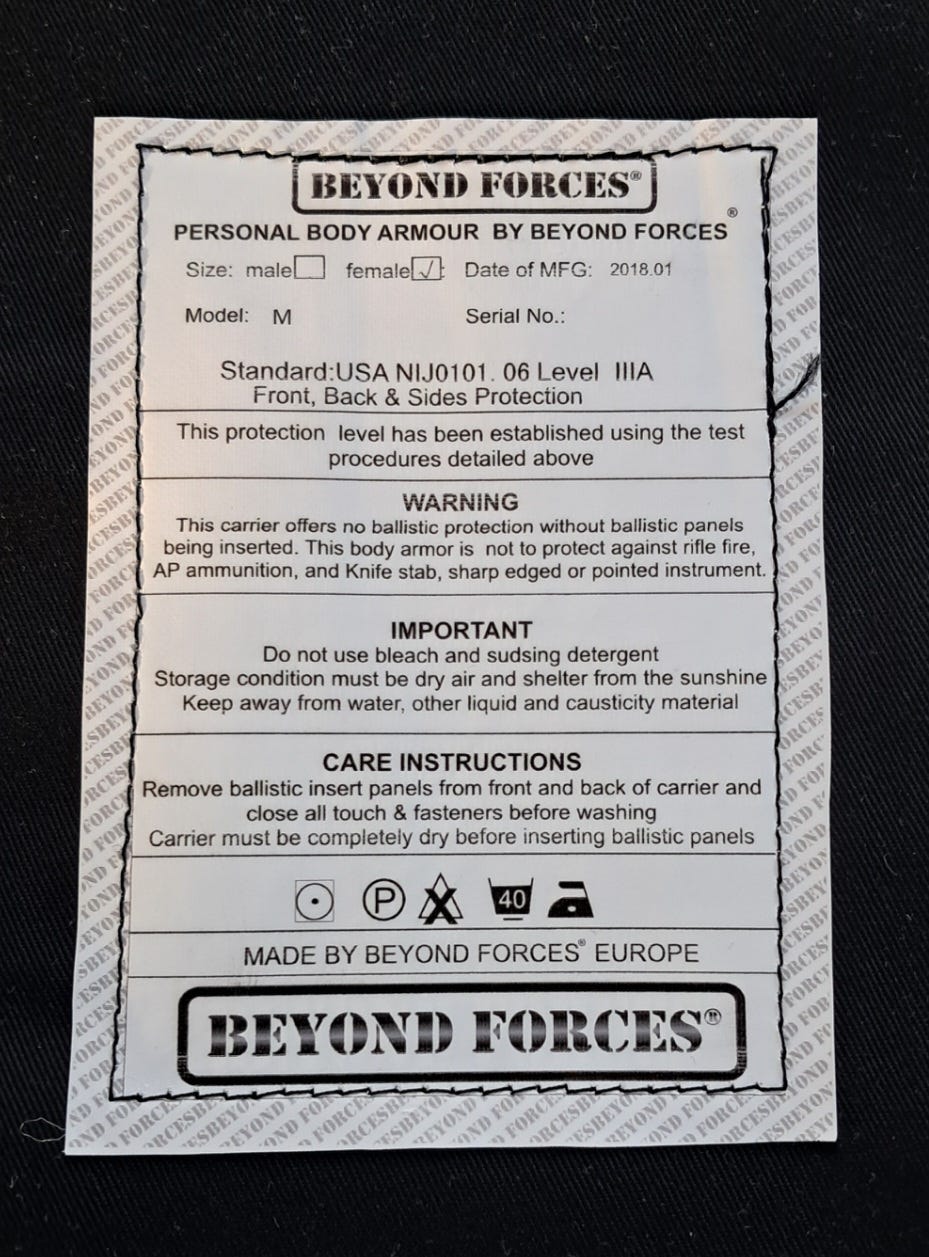 BEYOND FORCES®
PERSONAL BODY ARMOUR BY BEYOND FORCES®
Size: male☐ female☑: Date of MFG: 2018.01
Model: M Serial No.:
Standard:USA NIJ0101. 06 Level IIIA
Front, Back & Sides Protection
This protection level has been established using the test
procedures detailed above
WARNING
This carrier offers no ballistic protection without ballistic panels
being inserted. This body armor is not to protect against rifle fire,
AP ammunition, and Knife stab, sharp edged or pointed instrument.
IMPORTANT
Do not use bleach and sudsing detergent
Storage condition must be dry air and shelter from the sunshine
Keep away from water, other liquid and causticity material
CARE INSTRUCTIONS
Remove ballistic insert panels from front and back of carrier and
close all touch & fasteners before washing
Carrier must be completely dry before inserting ballistic panels
P 40
MADE BY BEYOND FORCES® EUROPE
BEYOND FORCES®